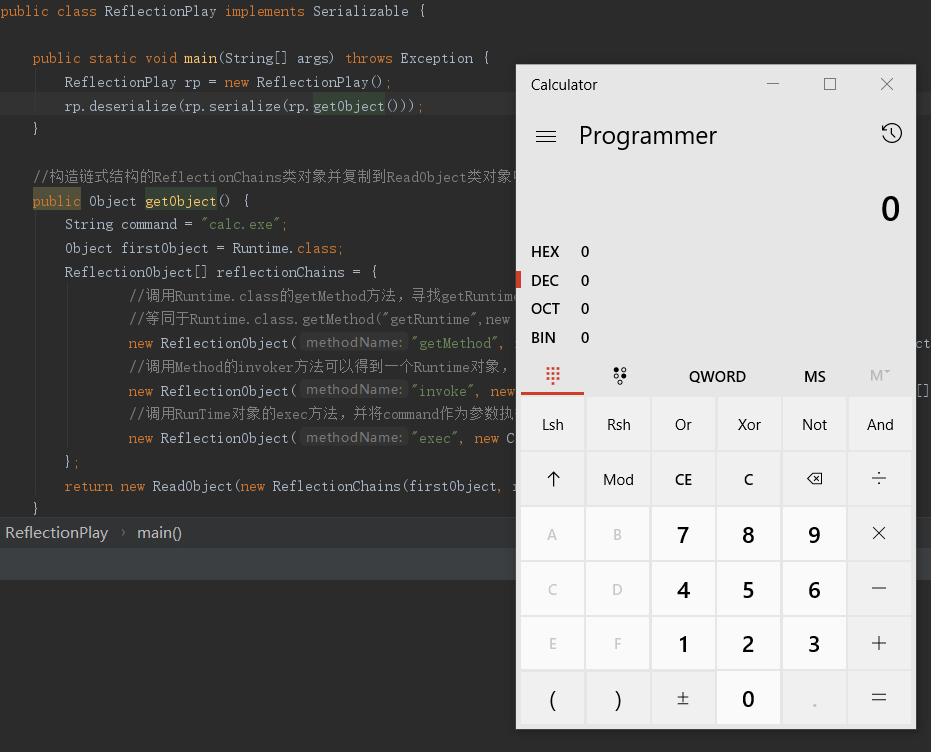 public class ReflectionPlay implements Serializable {
public static void main(String[] args) throws Exception {
ReflectionPlay rp = new ReflectionPlay();
rp.deserialize(rp.serialize(rp.getObject()));
}
//构造链式结构的ReflectionChains类对象并复制到ReadObject类对象
public Object getObject() {
String command = "calc.exe";
Object firstObject = Runtime.class;
ReflectionObject[] reflectionChains = {
//调用Runtime.class的getMethod方法，寻找getRuntime
//等同于Runtime.class.getMethod("getRuntime",new
new ReflectionObject( methodName: "getMethod",
//调用Method的invoker方法可以得到一个Runtime对象，
new ReflectionObject( methodName: "invoke", new
[]
//调用RunTime对象的exec方法，并将command作为参数执
new ReflectionObject( methodName: "exec", new C
};
return new ReadObject(new ReflectionChains(firstObject,
}
ReflectionPlay › main()
Calculator
Programmer
0
HEX 0
DEC 0
OCT 0
BIN 0
QWORD MS M
Lsh Rsh Or Xor Not And
↑ Mod CE C ⌫ ÷
A B 7 8 9 ×
C D 4 5 6 −
E F 1 2 3 +
( ) ± 0 . =